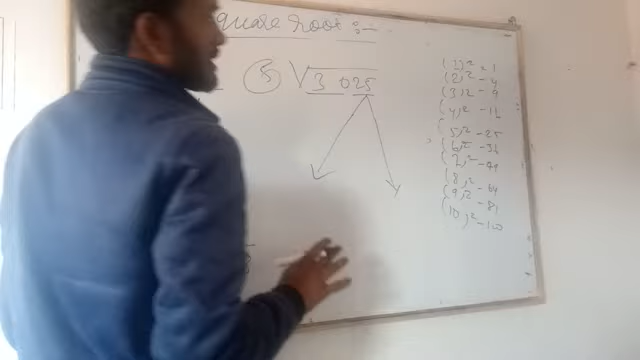 quare Root :-
5 √3 025
(1)² = 1
(2)² - 4
(3)² - 9
(4)² - 16
(5)² - 25
(6)² - 36
(7)² - 49
(8)² - 64
(9)² - 81
(10)² - 100